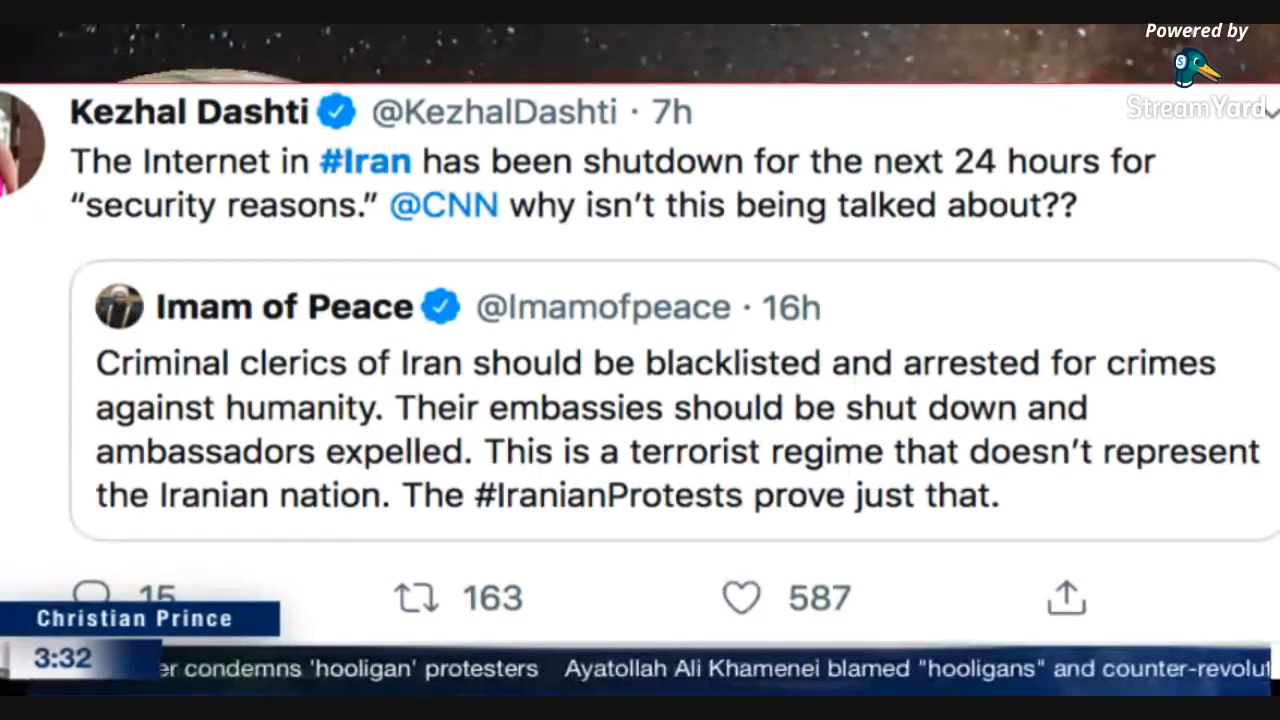 Powered by
StreamYard
Kezhal Dashti @KezhalDashti · 7h
The Internet in #Iran has been shutdown for the next 24 hours for
“security reasons.” @CNN why isn’t this being talked about??
Imam of Peace @Imamofpeace · 16h
Criminal clerics of Iran should be blacklisted and arrested for crimes
against humanity. Their embassies should be shut down and
ambassadors expelled. This is a terrorist regime that doesn’t represent
the Iranian nation. The #IranianProtests prove just that.
15 163 587
Christian Prince
3:32
er condemns 'hooligan' protesters Ayatollah Ali Khamenei blamed "hooligans" and counter-revolut